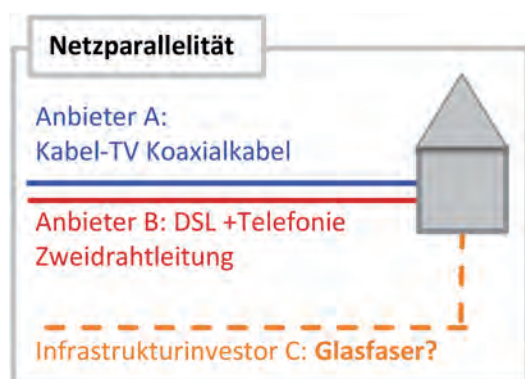 Netzparallelität
Anbieter A:
Kabel-TV Koaxialkabel
Anbieter B: DSL +Telefonie
Zweidrahtleitung
Infrastrukturinvestor C: Glasfaser?